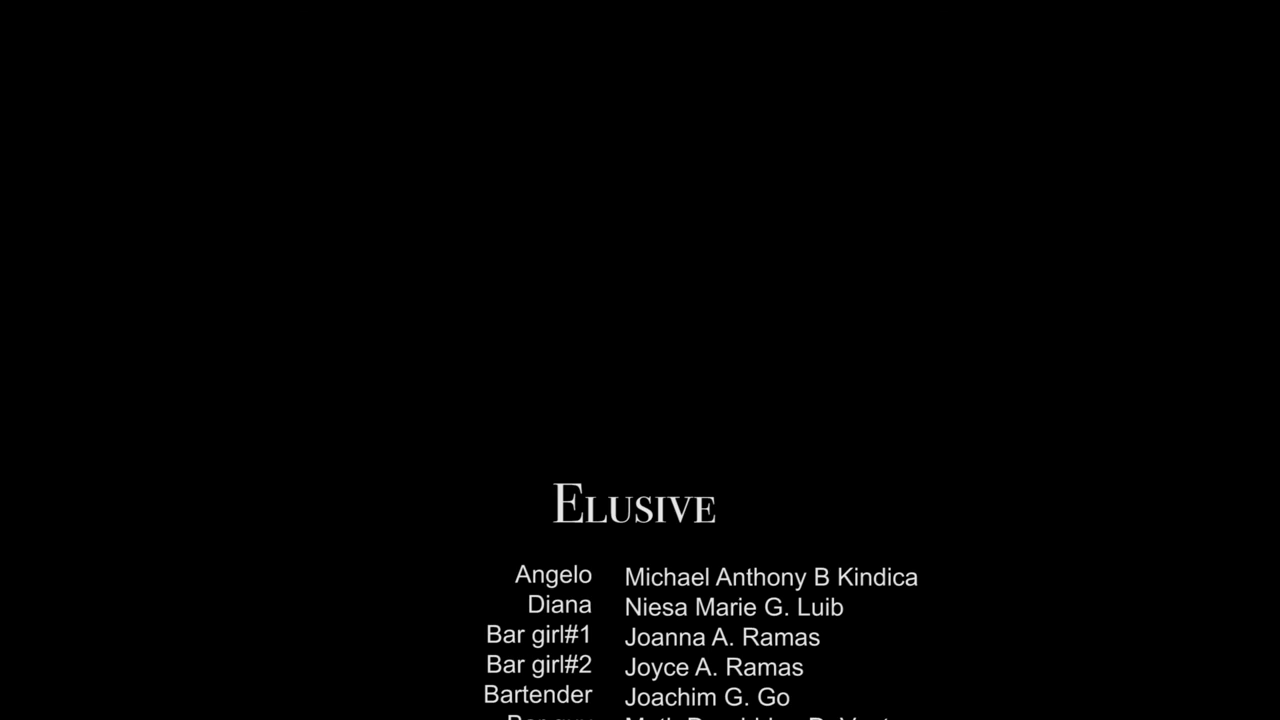 Elusive
Angelo Michael Anthony B Kindica
Diana Niesa Marie G. Luib
Bar girl#1 Joanna A. Ramas
Bar girl#2 Joyce A. Ramas
Bartender Joachim G. Go